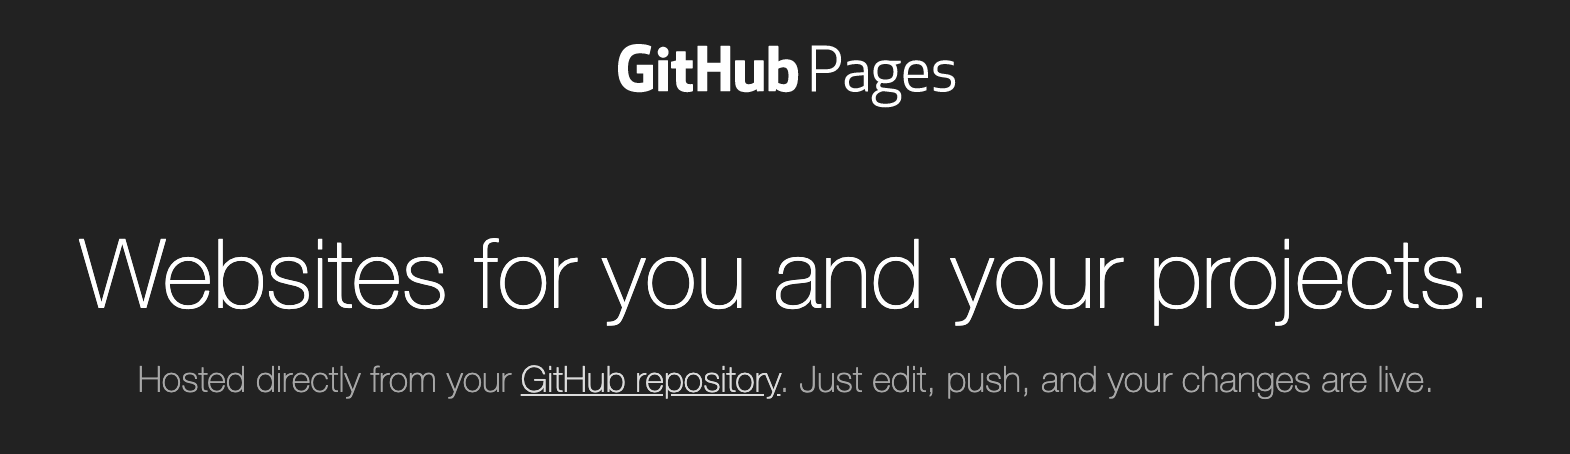 GitHub Pages
Websites for you and your projects.
Hosted directly from your GitHub repository. Just edit, push, and your changes are live.